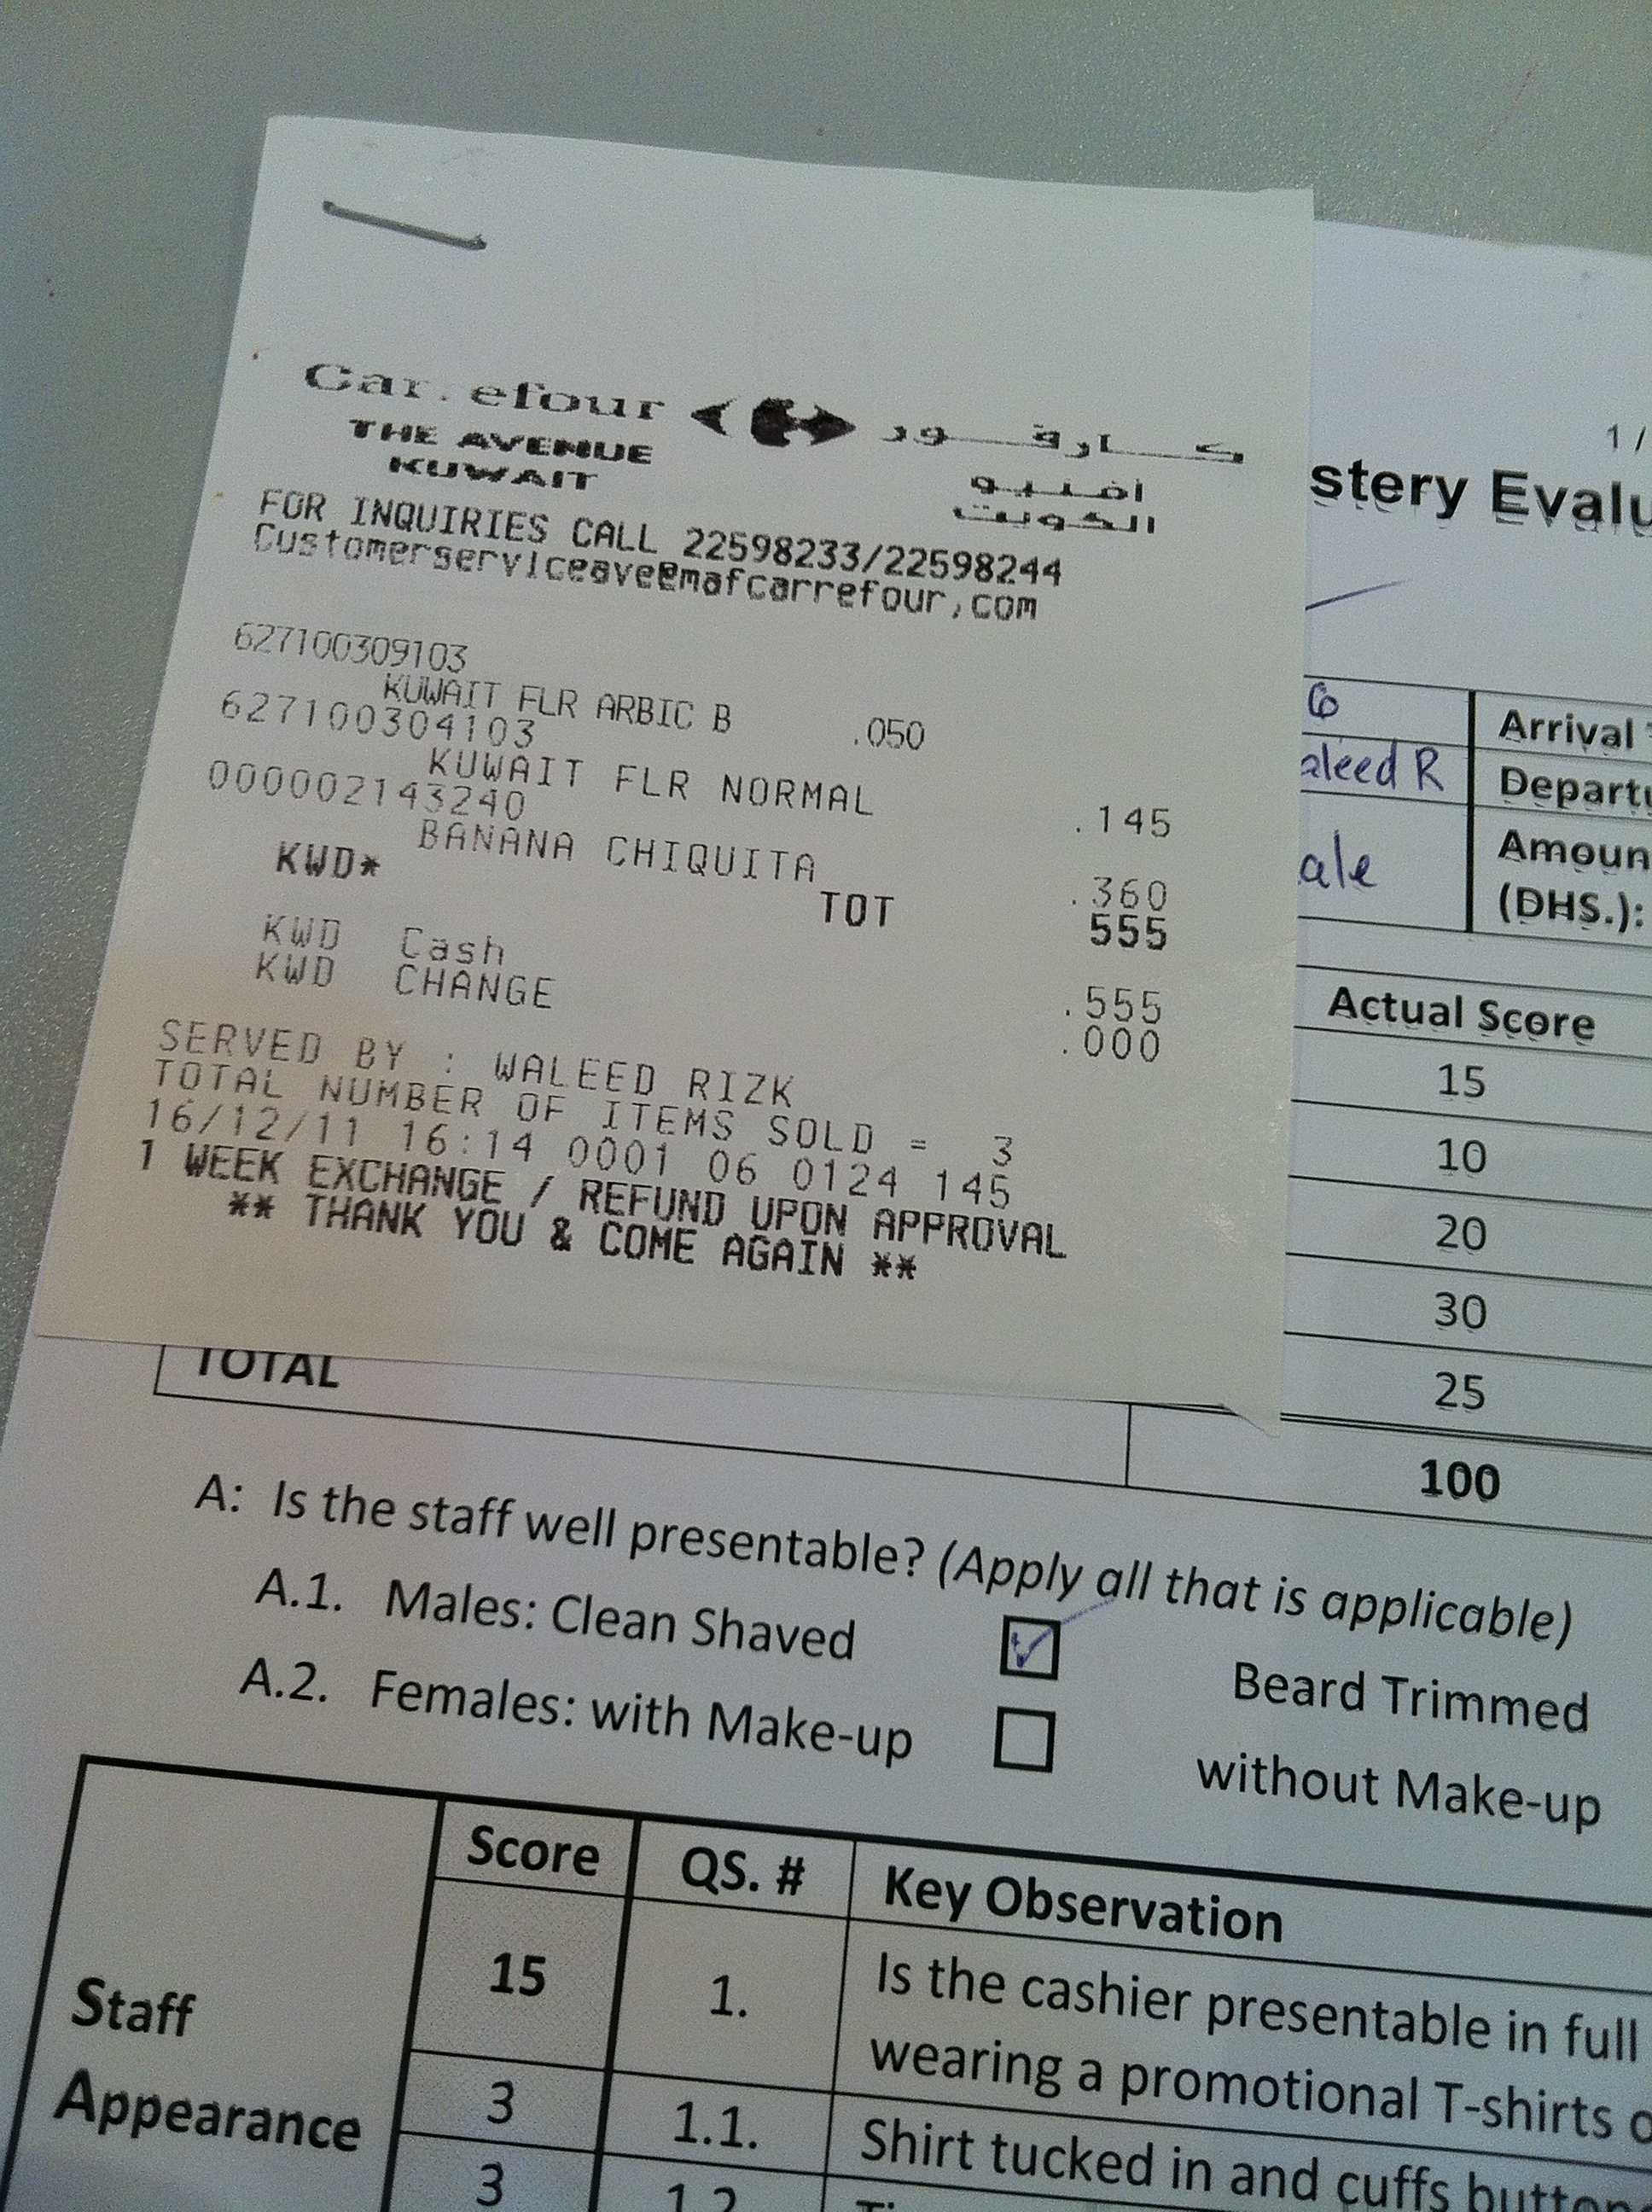 Car.efour كارفور
THE AVENUE أفنيو
KUWAIT الكويت
FOR INQUIRIES CALL 22598233/22598244
Customerserviceave@mafcarrefour,com
627100309103
KUWAIT FLR ARBIC B .050
627100304103
KUWAIT FLR NORMAL .145
000002143240
BANANA CHIQUITA .360
KWD* TOT 555
KWD Cash .555
KWD CHANGE .000
SERVED BY : WALEED RIZK
TOTAL NUMBER OF ITEMS SOLD = 3
16/12/11 16:14 0001 06 0124 145
1 WEEK EXCHANGE / REFUND UPON APPROVAL
** THANK YOU & COME AGAIN **
1 /
stery Evalu
6 Arrival
aleed R Depart
ale Amoun
(DHS.):
Actual Score
15
10
20
30
25
TOTAL 100
A: Is the staff well presentable? (Apply all that is applicable)
A.1. Males: Clean Shaved Beard Trimmed
A.2. Females: with Make-up without Make-up
Score QS. # Key Observation
Staff Appearance
15 1. Is the cashier presentable in full
wearing a promotional T-shirts o
3 1.1. Shirt tucked in and cuffs button
3 1.2